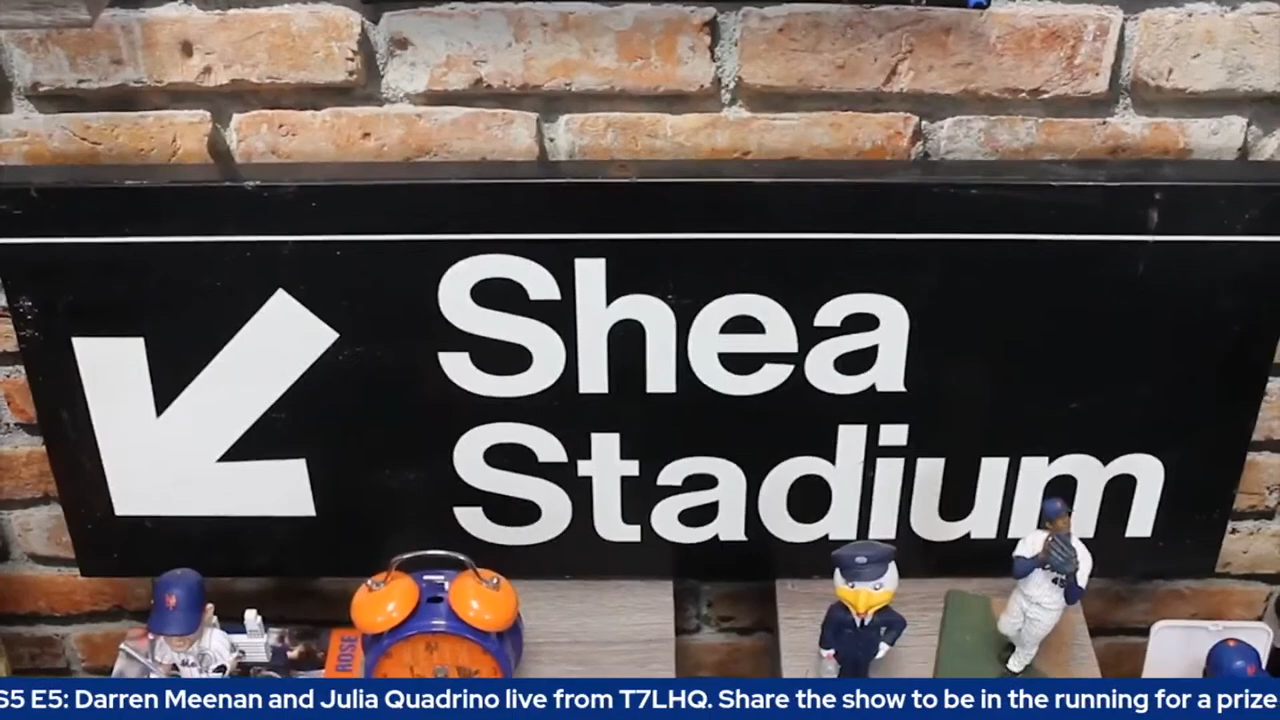 Shea
Stadium
ROSE
S5 E5: Darren Meenan and Julia Quadrino live from T7LHQ. Share the show to be in the running for a prize